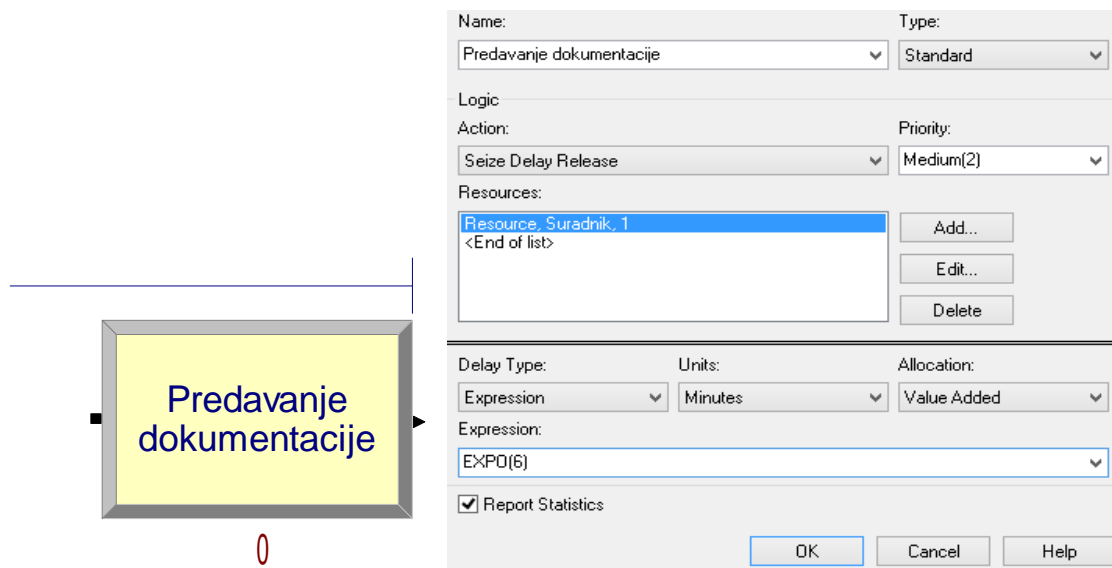 Predavanje
dokumentacije
0
Name:
Type:
Predavanje dokumentacije
Standard
Logic
Action:
Priority:
Seize Delay Release
Medium(2)
Resources:
Resource, Suradnik, 1
<End of list>
Add...
Edit...
Delete
Delay Type:
Units:
Allocation:
Expression
Minutes
Value Added
Expression:
EXPO(6)
Report Statistics
OK
Cancel
Help